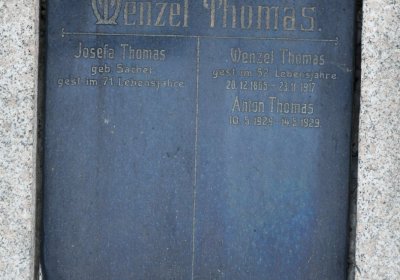 Wenzel Thomas.
Josefa Thomas
geb. Sacher
gest. im 71. Lebensjahre
Wenzel Thomas
gest. im 52. Lebensjahre
20.12.1865 - 23.11.1917
Anton Thomas
10.5.1929 - 14.5.1929